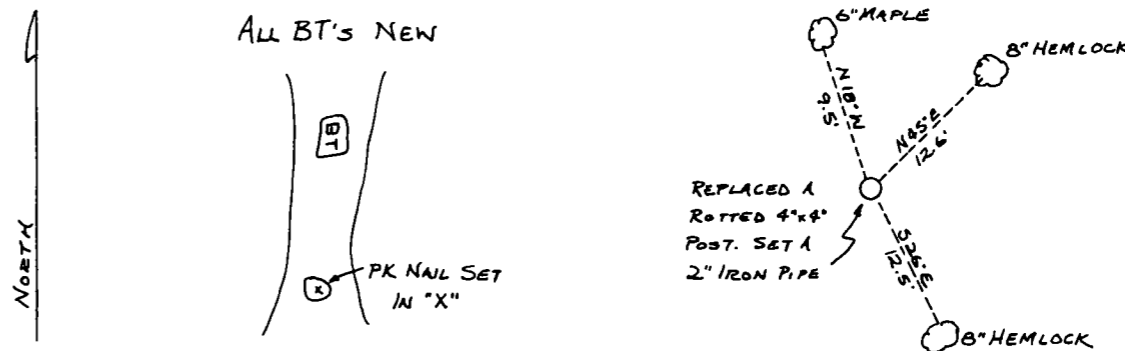 ALL BT'S NEW
BT
PK NAIL SET
IN "X"
X
NORTH
6" MAPLE
8" HEMLOCK
N18°W
9.5'
N45°E
12.6'
REPLACED A
ROTTED 4"x4"
POST. SET A
2" IRON PIPE
S26°E
12.5'
8" HEMLOCK